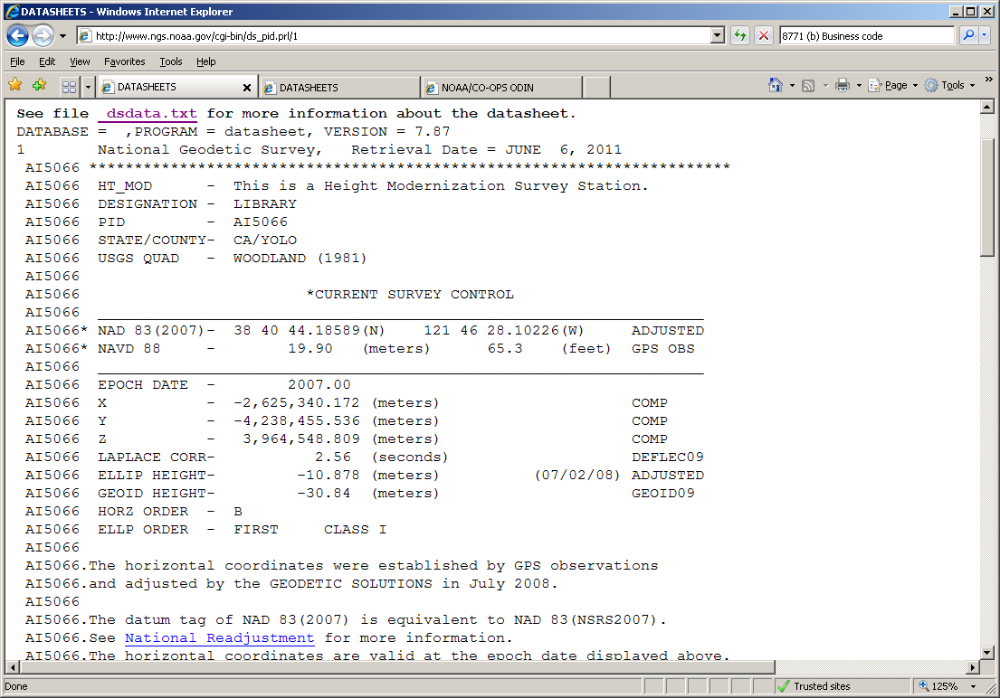 DATASHEETS - Windows Internet Explorer
http://www.ngs.noaa.gov/cgi-bin/ds_pid.prl/1 8771 (b) Business code
File Edit View Favorites Tools Help
DATASHEETS DATASHEETS NOAA/CO-OPS ODIN Page Tools
See file dsdata.txt for more information about the datasheet.
DATABASE = ,PROGRAM = datasheet, VERSION = 7.87
1 National Geodetic Survey, Retrieval Date = JUNE 6, 2011
AI5066 ***********************************************************************
AI5066 HT_MOD - This is a Height Modernization Survey Station.
AI5066 DESIGNATION - LIBRARY
AI5066 PID - AI5066
AI5066 STATE/COUNTY- CA/YOLO
AI5066 USGS QUAD - WOODLAND (1981)
AI5066
AI5066 *CURRENT SURVEY CONTROL
AI5066 ___________________________________________________________________
AI5066* NAD 83(2007)- 38 40 44.18589(N) 121 46 28.10226(W) ADJUSTED
AI5066* NAVD 88 - 19.90 (meters) 65.3 (feet) GPS OBS
AI5066 ___________________________________________________________________
AI5066 EPOCH DATE - 2007.00
AI5066 X - -2,625,340.172 (meters) COMP
AI5066 Y - -4,238,455.536 (meters) COMP
AI5066 Z - 3,964,548.809 (meters) COMP
AI5066 LAPLACE CORR- 2.56 (seconds) DEFLEC09
AI5066 ELLIP HEIGHT- -10.878 (meters) (07/02/08) ADJUSTED
AI5066 GEOID HEIGHT- -30.84 (meters) GEOID09
AI5066 HORZ ORDER - B
AI5066 ELLP ORDER - FIRST CLASS I
AI5066
AI5066.The horizontal coordinates were established by GPS observations
AI5066.and adjusted by the GEODETIC SOLUTIONS in July 2008.
AI5066
AI5066.The datum tag of NAD 83(2007) is equivalent to NAD 83(NSRS2007).
AI5066.See National Readjustment for more information.
AI5066.The horizontal coordinates are valid at the epoch date displayed above.
Done Trusted sites 125%